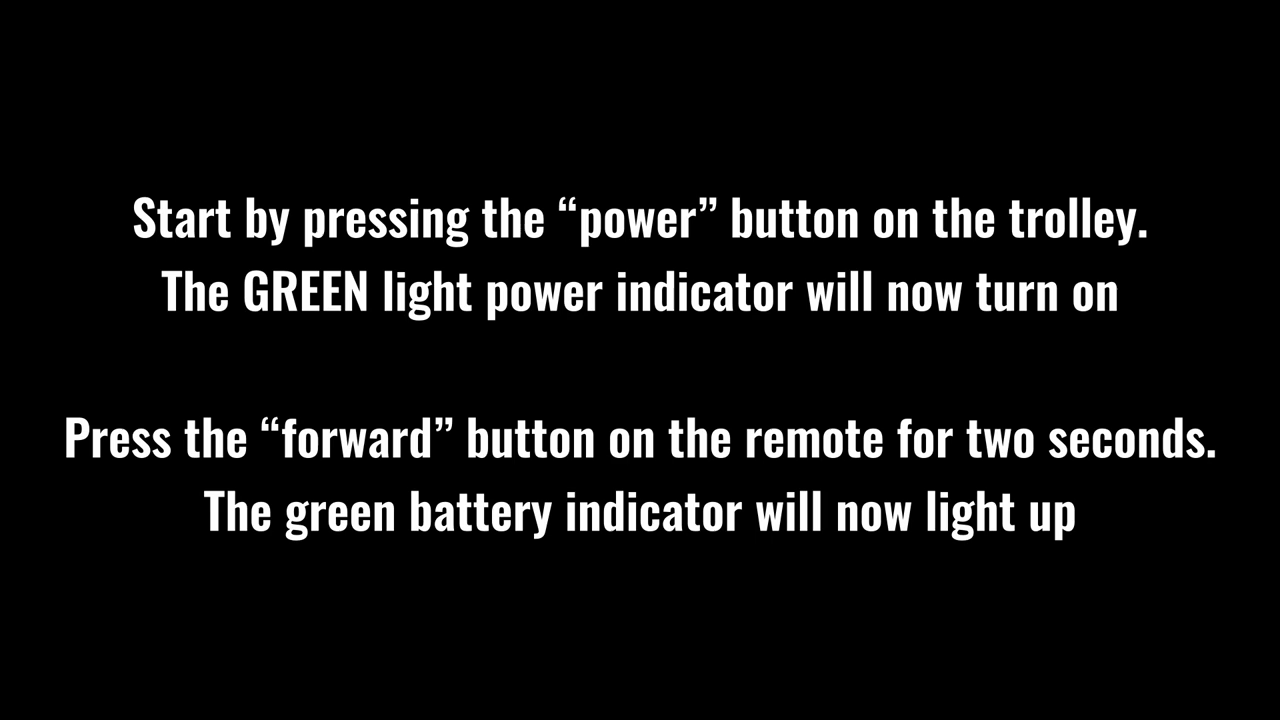 Start by pressing the “power” button on the trolley.
The GREEN light power indicator will now turn on
Press the “forward” button on the remote for two seconds.
The green battery indicator will now light up